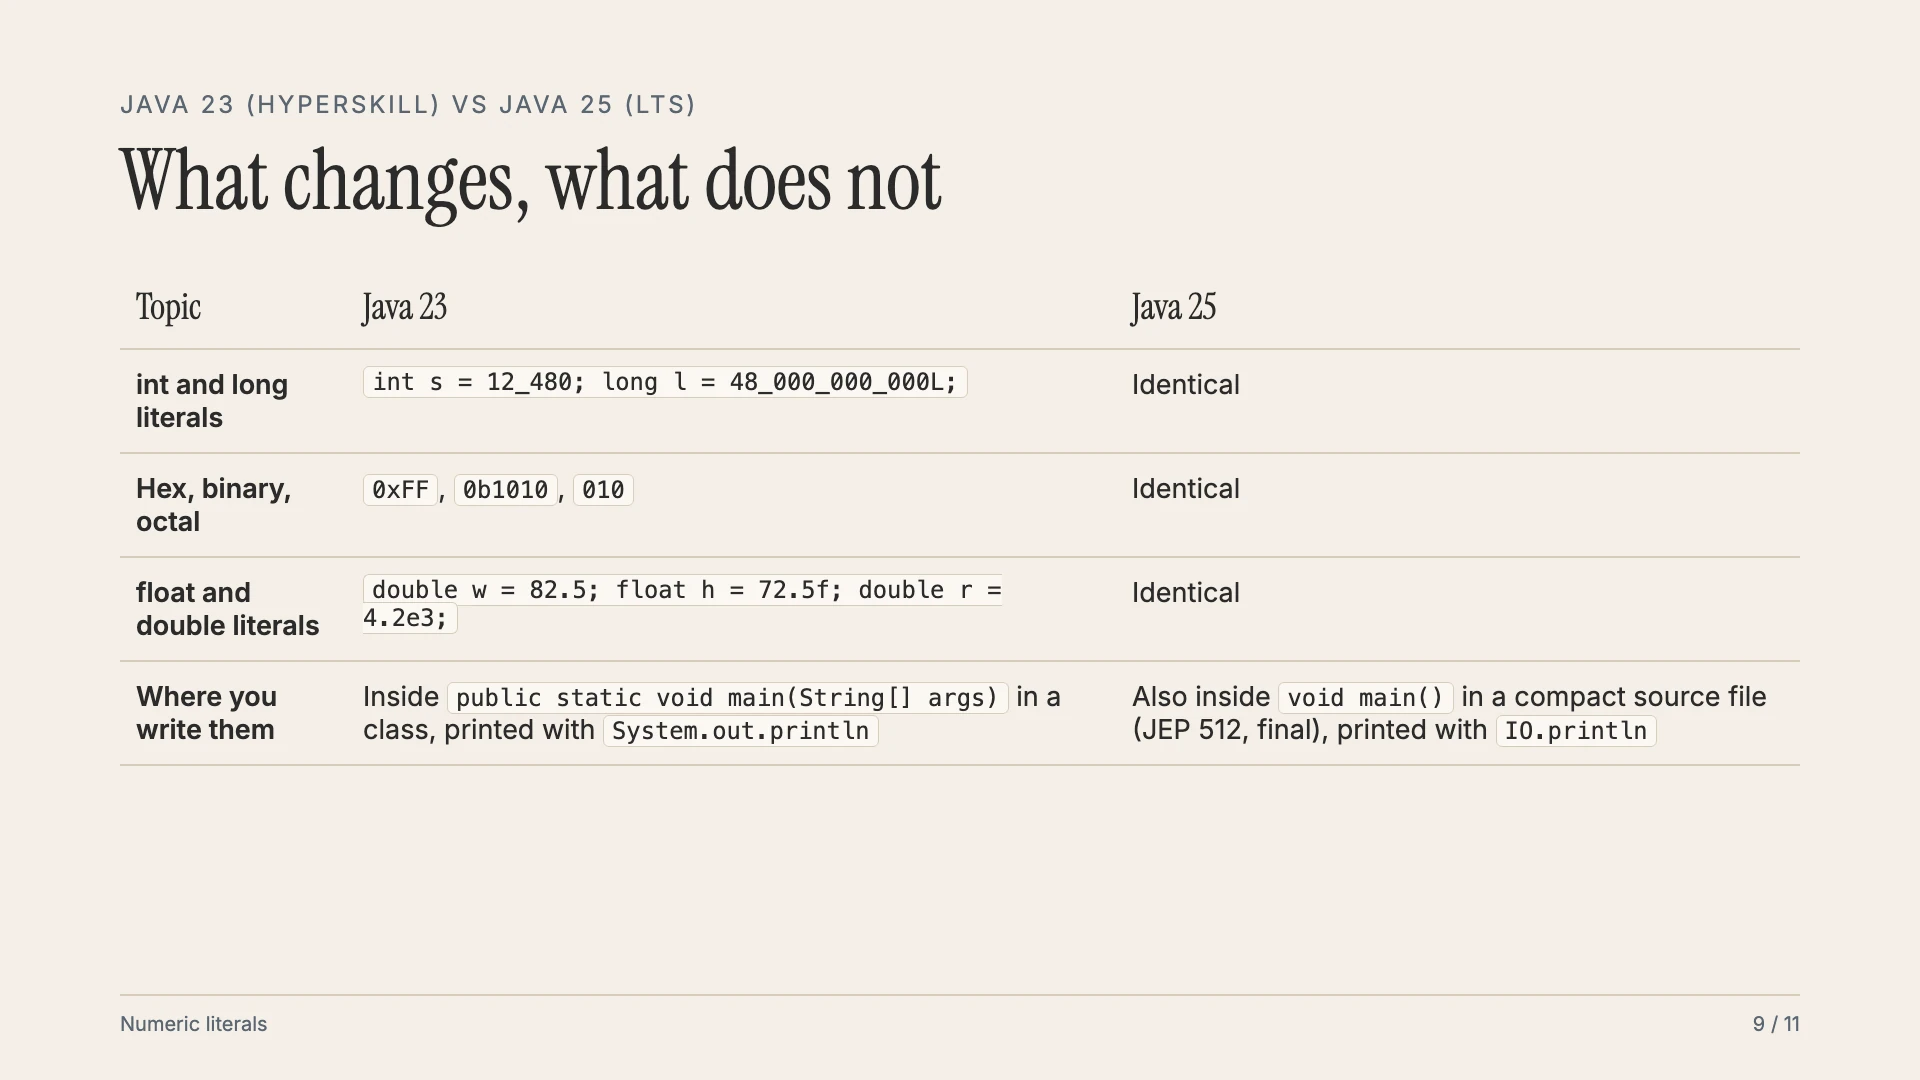 JAVA 23 (HYPERSKILL) VS JAVA 25 (LTS)
What changes, what does not
Topic
Java 23
Java 25
int and long
literals
int s = 12_480; long l = 48_000_000_000L;
Identical
Hex, binary,
octal
0xFF, 0b1010, 010
Identical
float and
double literals
double w = 82.5; float h = 72.5f; double r =
4.2e3;
Identical
Where you
write them
Inside public static void main(String[] args) in a
class, printed with System.out.println
Also inside void main() in a compact source file
(JEP 512, final), printed with IO.println
Numeric literals
9 / 11